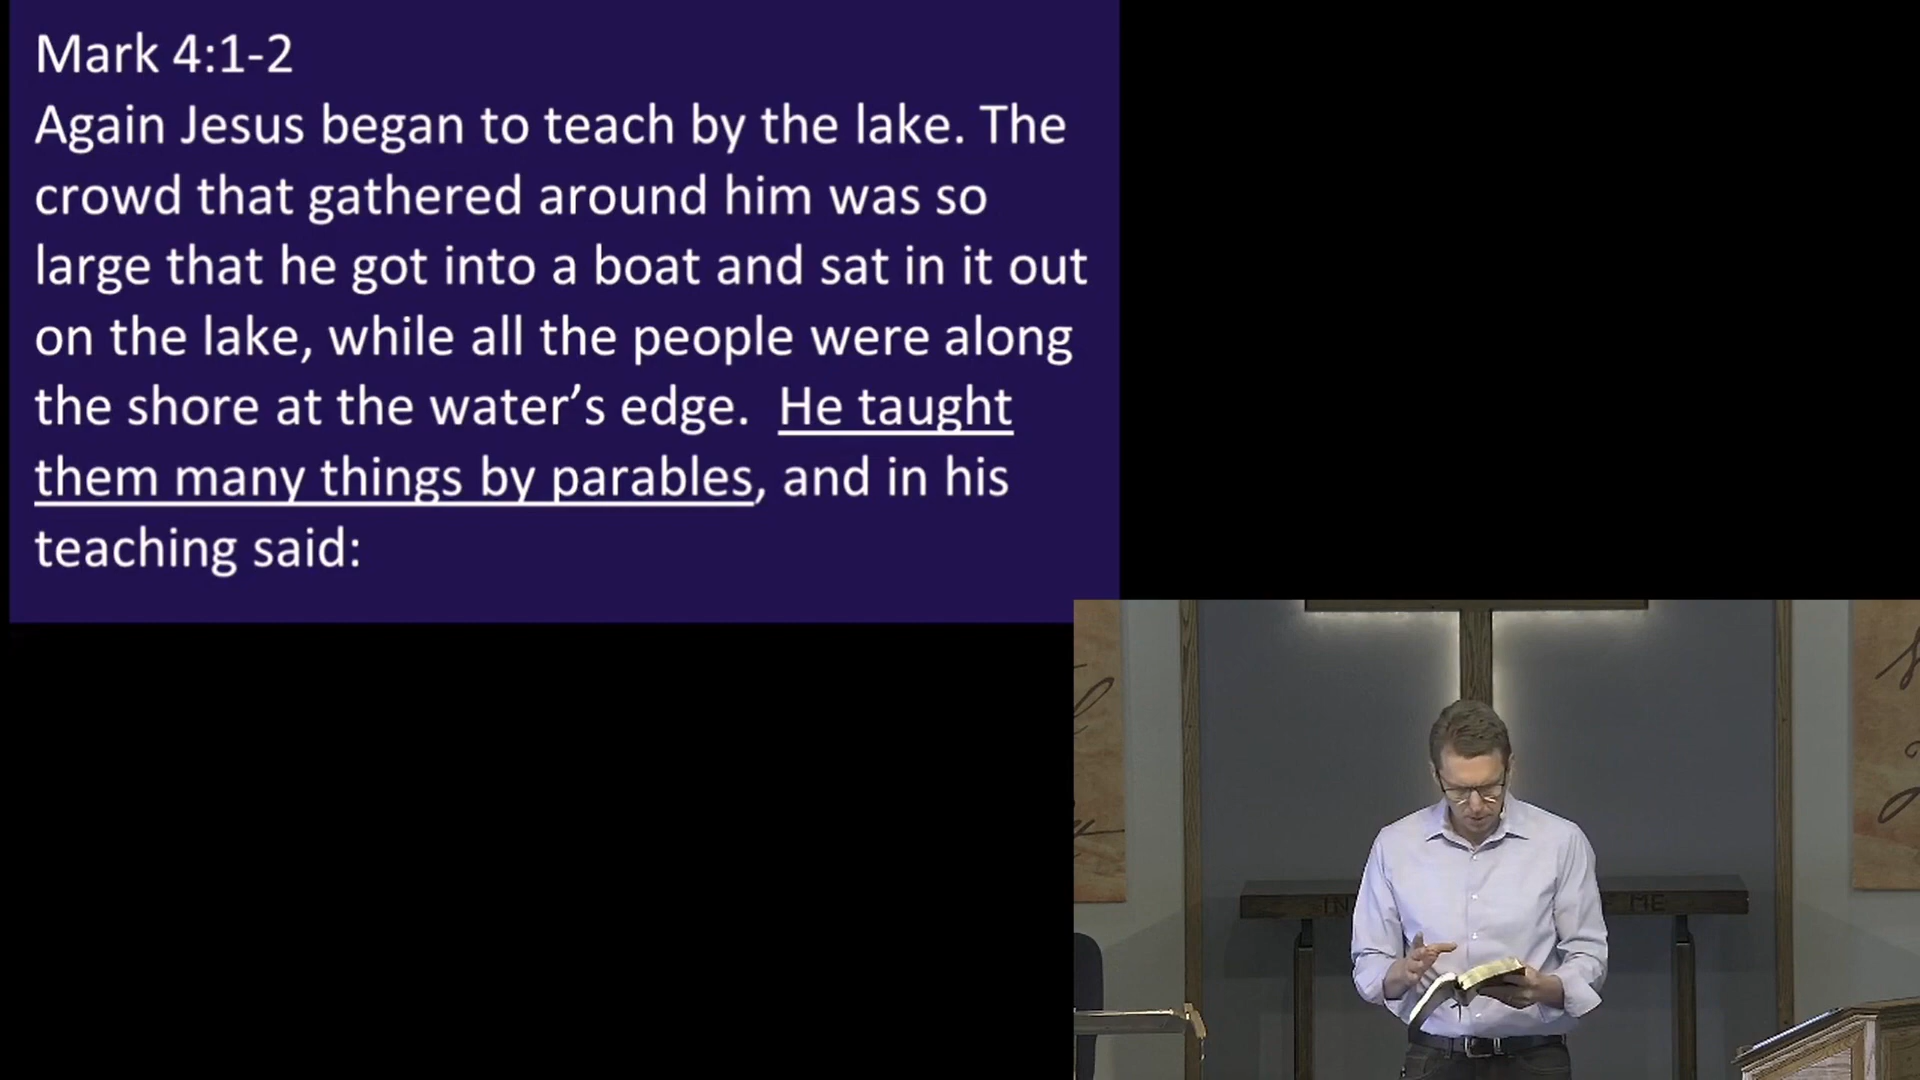 Mark 4:1-2
Again Jesus began to teach by the lake. The
crowd that gathered around him was so
large that he got into a boat and sat in it out
on the lake, while all the people were along
the shore at the water’s edge.  He taught
them many things by parables, and in his
teaching said:
IN ME